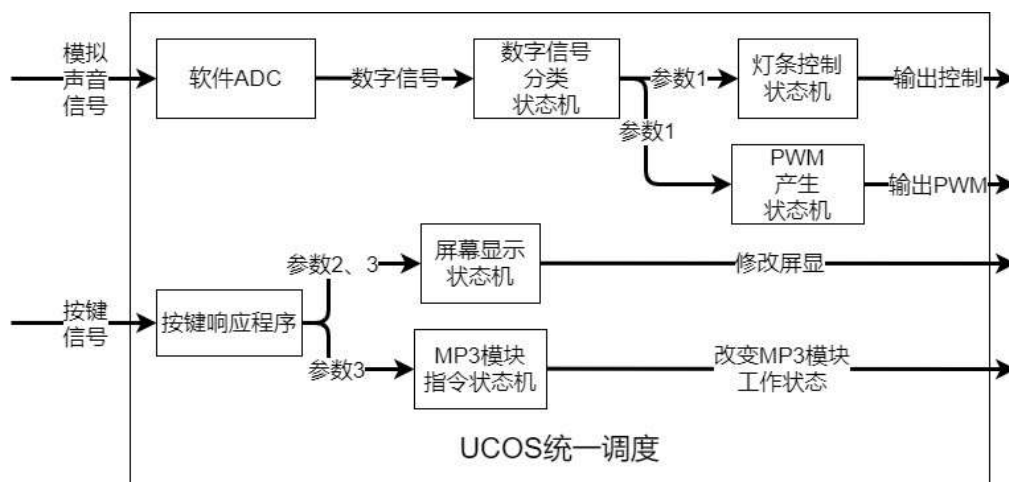 模拟
声音
信号
软件ADC
数字信号
数字信号
分类
状态机
参数1
灯条控制
状态机
输出控制
参数1
PWM
产生
状态机
输出PWM
按键
信号
按键响应程序
参数2、3
屏幕显示
状态机
修改屏显
参数3
MP3模块
指令状态机
改变MP3模块
工作状态
UCOS统一调度